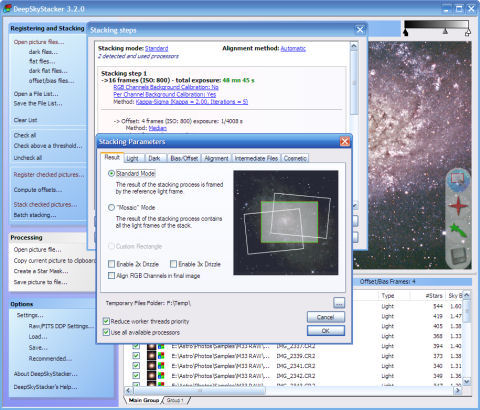 DeepSkyStacker 3.2.0
Registering and Stacking
Open picture files...
dark files...
flat files...
dark flat files...
offset/bias files...
Open a File List...
Save the File List...
Clear List
Check all
Check above a threshold...
Uncheck all
Register checked pictures...
Compute offsets...
Stack checked pictures...
Batch stacking...
Processing
Open picture file...
Copy current picture to clipboard
Create a Star Mask...
Save picture to file...
Options
Settings...
Raw/FITS DDP Settings...
Load...
Save...
Recommended...
About DeepSkyStacker...
DeepSkyStacker's Help...
Stacking steps
Stacking mode: Standard Alignment method: Automatic
2 detected and used processors
Stacking step 1
->16 frames (ISO: 800) - total exposure: 48 mn 45 s
RGB Channels Background Calibration: No
Per Channel Background Calibration: Yes
Method: Kappa-Sigma (Kappa = 2.00, Iterations = 5)
-> Offset: 4 frames (ISO: 800) exposure: 1/4008 s
Method: Median
Stacking Parameters
Result Light Dark Bias/Offset Alignment Intermediate Files Cosmetic
Standard Mode
The result of the stacking process is framed
by the reference light frame.
"Mosaic" Mode
The result of the stacking process contains
all the light frames of the stack.
Custom Rectangle
Enable 2x Drizzle Enable 3x Drizzle
Align RGB Channels in final image
Temporary Files Folder: F:\Temp\ ...
Reduce worker threads priority
Use all available processors
Cancel
OK
Offset/Bias Frames: 4
Type #Stars Sky B
Light 544 1.60
Light 419 1.47
Light 405 1.38
Light 368 1.33
Light 394 1.40
Light 420 1.38
E:\Astro\Photos\Samples\M33 RAW\... IMG_2337.CR2 Light
E:\Astro\Photos\Samples\M33 RAW\... IMG_2339.CR2 Light
E:\Astro\Photos\Samples\M33 RAW\... IMG_2340.CR2 Light
E:\Astro\Photos\Samples\M33 RAW\... IMG_2341.CR2 Light
E:\Astro\Photos\Samples\M33 RAW\... IMG_2342.CR2 Light
Main Group Group 1